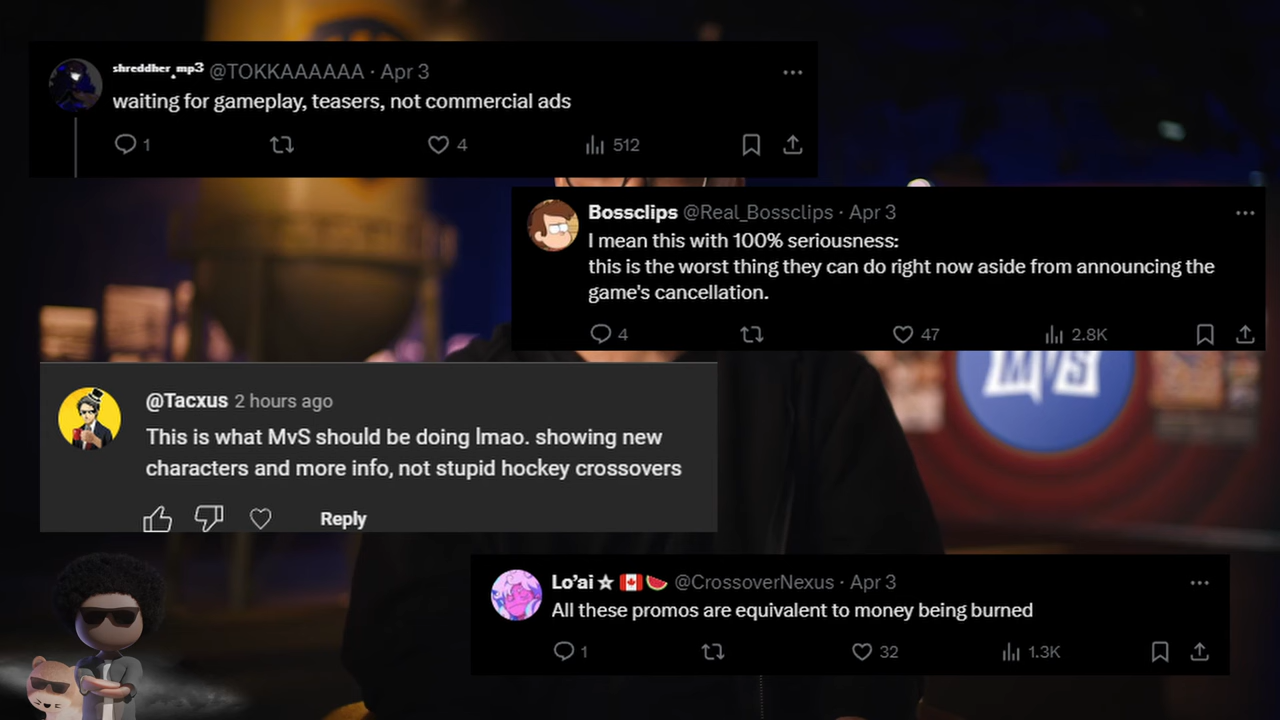 shreddher_mp3 @TOKKAAAAAA · Apr 3
waiting for gameplay, teasers, not commercial ads
1 4 512
Bossclips @Real_Bossclips · Apr 3
I mean this with 100% seriousness:
this is the worst thing they can do right now aside from announcing the
game's cancellation.
4 47 2.8K
MVS
@Tacxus 2 hours ago
This is what MvS should be doing lmao. showing new
characters and more info, not stupid hockey crossovers
Reply
Lo'ai @CrossoverNexus · Apr 3
All these promos are equivalent to money being burned
1 32 1.3K